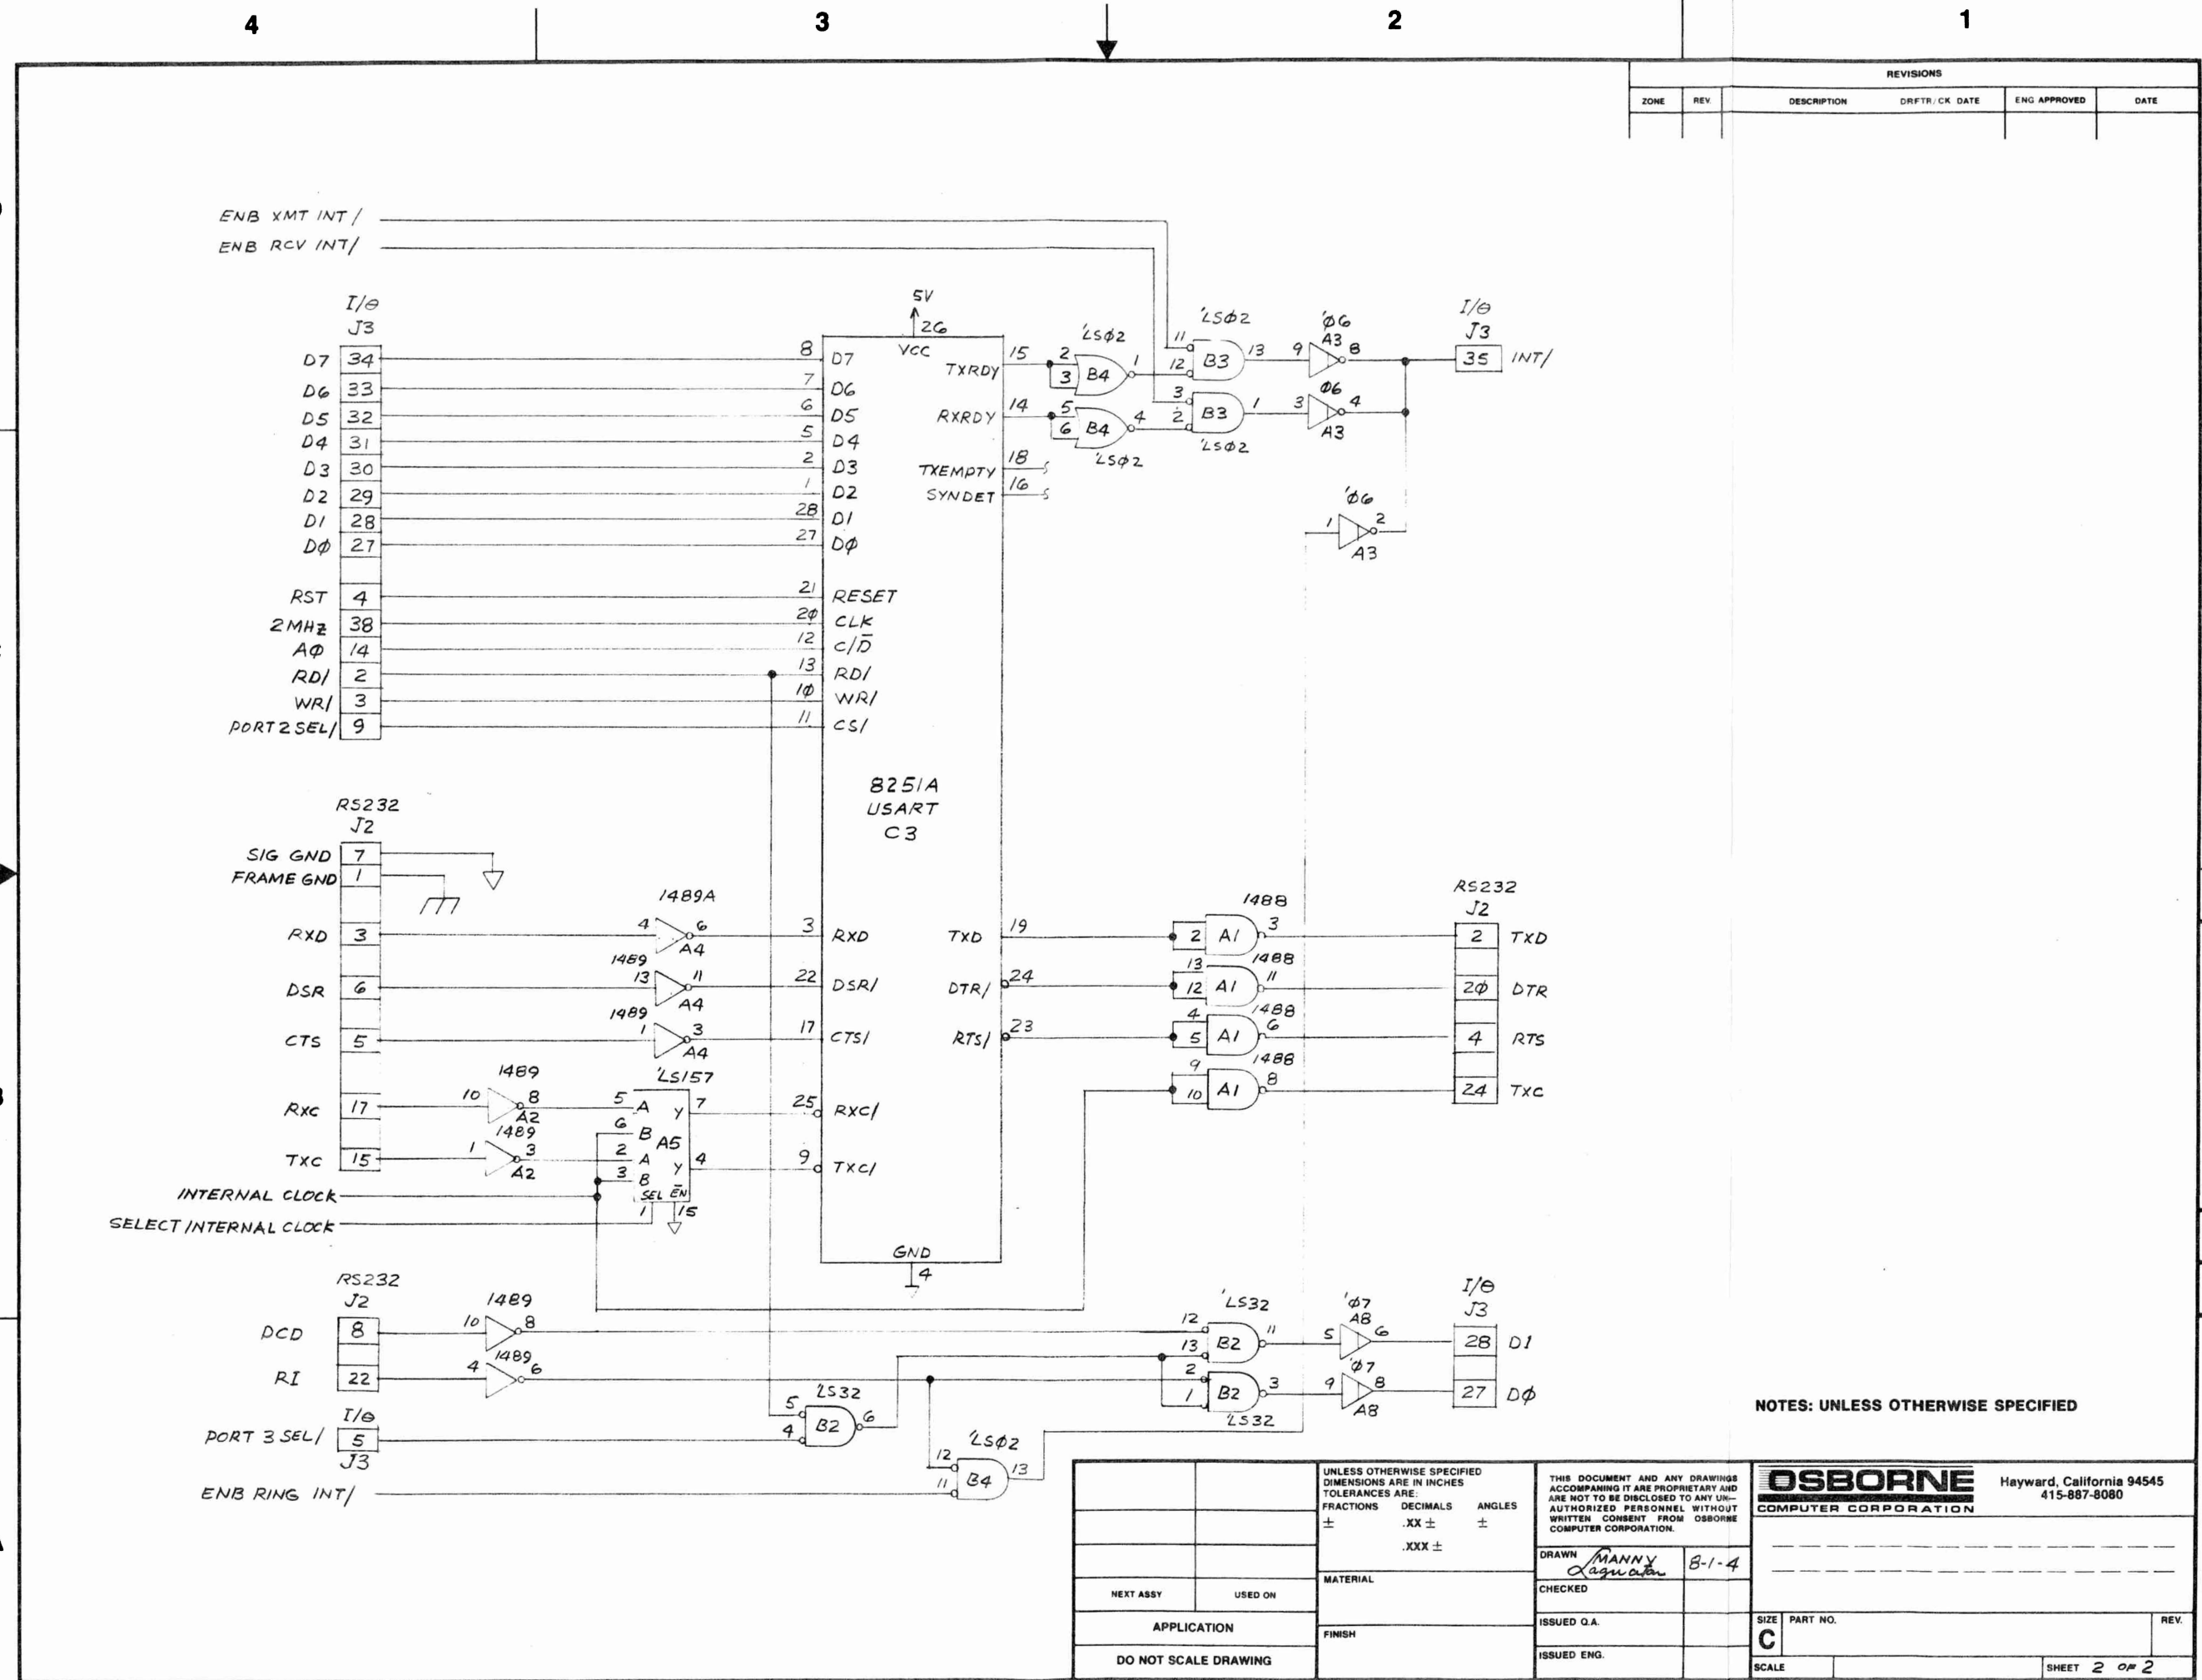 4 3 2 1
REVISIONS
ZONE REV. DESCRIPTION DRFTR/CK DATE ENG APPROVED DATE
ENB XMT INT/
ENB RCV INT/
I/O
J3
D7 34
D6 33
D5 32
D4 31
D3 30
D2 29
D1 28
DØ 27
RST 4
2MHz 38
AØ 14
RD/ 2
WR/ 3
PORT 2 SEL/ 9
5V
26
VCC
8 D7
7 D6
6 D5
5 D4
2 D3
1 D2
28 D1
27 DØ
21 RESET
2Ø CLK
12 C/D̅
13 RD/
1Ø WR/
11 CS/
TXRDY 15
RXRDY 14
TXEMPTY 18
SYNDET 16
8251A
USART
C3
'LSØ2
2 3 B4 1
5 6 B4 4
'LSØ2
'LSØ2
11 12 B3 13
3 2 B3 1
'LSØ2
'Ø6
A3
9 8
Ø6
3 4
A3
'Ø6
1 2
A3
I/O
J3
35 INT/
RS232
J2
SIG GND 7
FRAME GND 1
RXD 3
DSR 6
CTS 5
RXC 17
TXC 15
1489A
4 6
A4
1489
13 11
A4
1489
1 3
A4
1489
10 8
A2
1489
1 3
A2
'LS157
5 A Y 7
6 B
A5
2 A Y 4
3 B
SEL E̅N̅
1 15
3 RXD
22 DSR/
17 CTS/
25 RXC/
9 TXC/
TXD 19
DTR/ 24
RTS/ 23
GND
4
1488
2 A1 3
1488
13 12 A1 11
1488
4 5 A1 6
1488
9 10 A1 8
RS232
J2
2 TXD
2Ø DTR
4 RTS
24 TXC
INTERNAL CLOCK
SELECT INTERNAL CLOCK
RS232
J2
DCD 8
RI 22
I/O
PORT 3 SEL/ 5
J3
ENB RING INT/
1489
10 8
1489
4 6
'LS32
5 4 B2 6
'LSØ2
12 11 B4 13
'LS32
12 13 B2 11
2 1 B2 3
'LS32
'Ø7
A8
5 6
'Ø7
9 8
A8
I/O
J3
28 D1
27 DØ
NOTES: UNLESS OTHERWISE SPECIFIED
NEXT ASSY USED ON
APPLICATION
DO NOT SCALE DRAWING
UNLESS OTHERWISE SPECIFIED
DIMENSIONS ARE IN INCHES
TOLERANCES ARE:
FRACTIONS DECIMALS ANGLES
± .XX ± ±
.XXX ±
MATERIAL
FINISH
THIS DOCUMENT AND ANY DRAWINGS
ACCOMPANING IT ARE PROPRIETARY AND
ARE NOT TO BE DISCLOSED TO ANY UN-
AUTHORIZED PERSONNEL WITHOUT
WRITTEN CONSENT FROM OSBORNE
COMPUTER CORPORATION.
DRAWN MANNY 8-1-4
CHECKED
ISSUED Q.A.
ISSUED ENG.
OSBORNE
COMPUTER CORPORATION
Hayward, California 94545
415-887-8080
SIZE PART NO. REV.
C
SCALE SHEET 2 OF 2